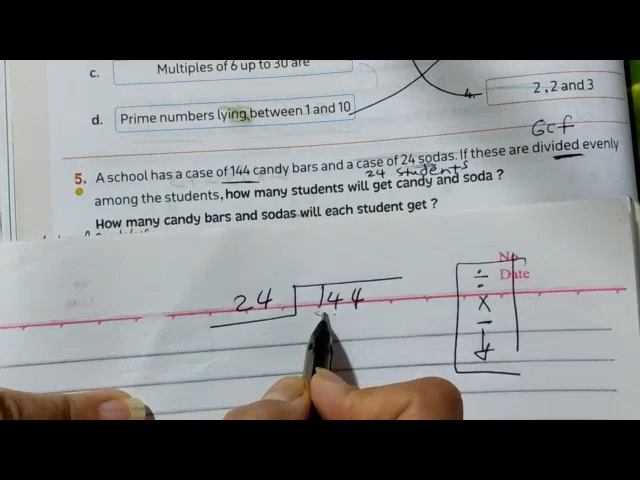 c. Multiples of 6 up to 30 are
4. 2, 2 and 3
d. Prime numbers lying between 1 and 10
Gcf
5. A school has a case of 144 candy bars and a case of 24 sodas. If these are divided evenly
24 students
among the students, how many students will get candy and soda ?
How many candy bars and sodas will each student get ?
No
Date
÷
24 144
x
−
↓